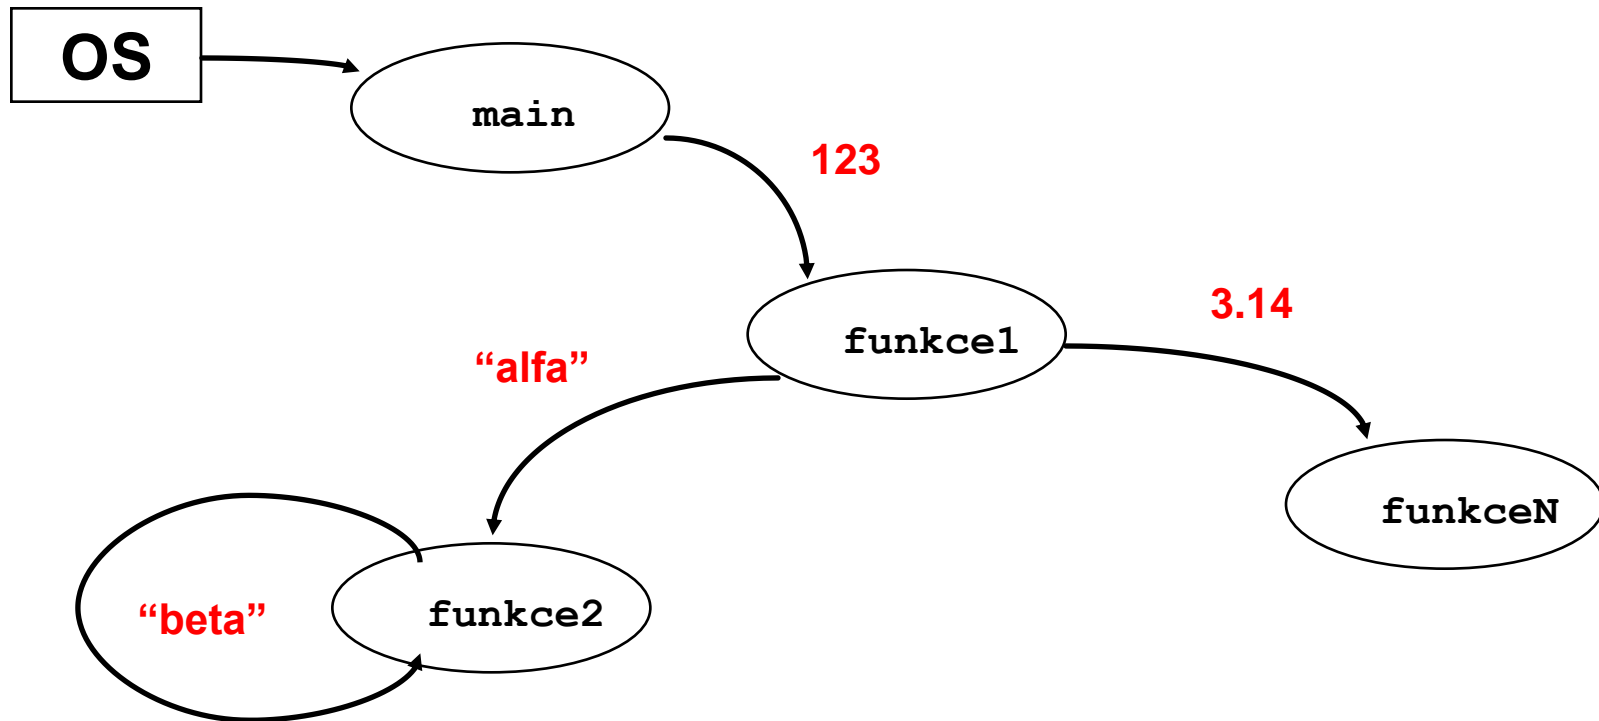 OS
main
123
3.14
funkce1
“alfa”
funkceN
“beta”
funkce2